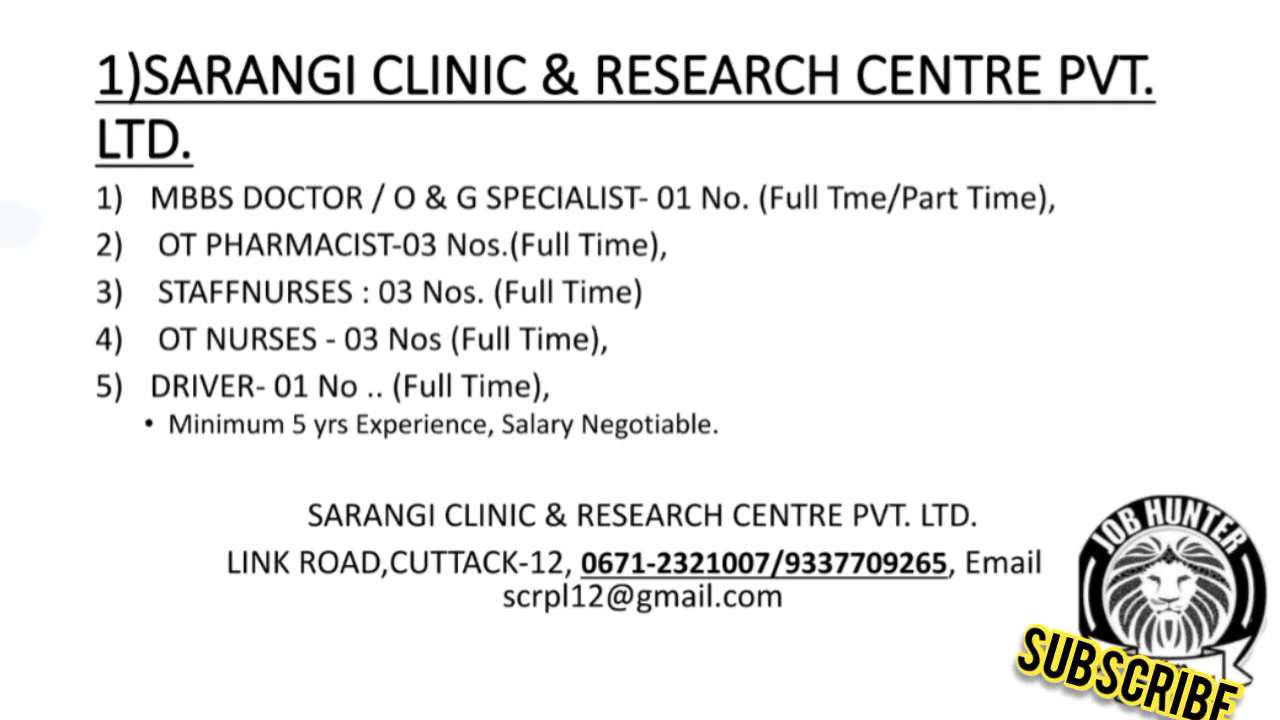 1)SARANGI CLINIC & RESEARCH CENTRE PVT.
LTD.
1) MBBS DOCTOR / O & G SPECIALIST- 01 No. (Full Tme/Part Time),
2) OT PHARMACIST-03 Nos.(Full Time),
3) STAFFNURSES : 03 Nos. (Full Time)
4) OT NURSES - 03 Nos (Full Time),
5) DRIVER- 01 No .. (Full Time),
• Minimum 5 yrs Experience, Salary Negotiable.
SARANGI CLINIC & RESEARCH CENTRE PVT. LTD.
LINK ROAD,CUTTACK-12, 0671-2321007/9337709265, Email
scrpl12@gmail.com
JOB HUNTER
SUBSCRIBE